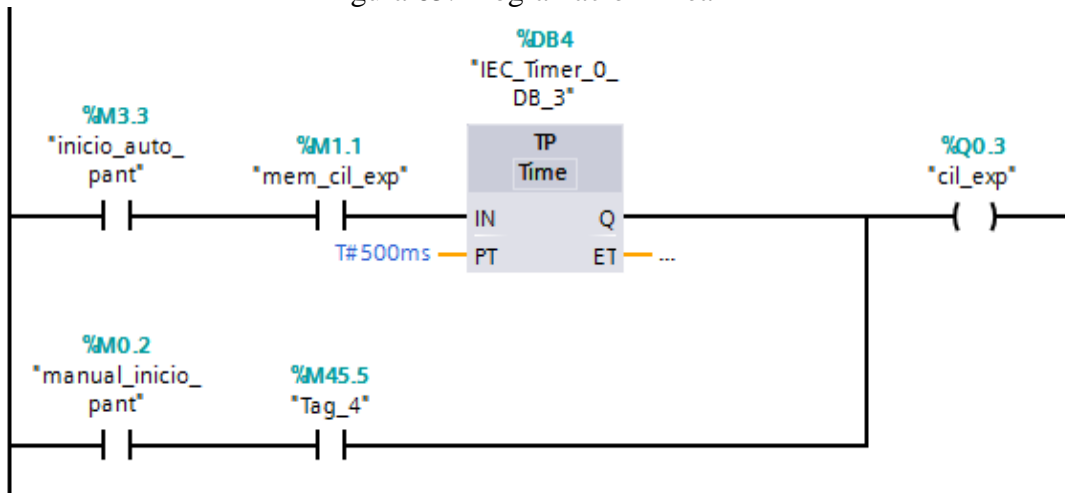 %DB4
"IEC_Timer_0_
DB_3"
%M3.3
"inicio_auto_
pant"
%M1.1
"mem_cil_exp"
TP
Time
%Q0.3
"cil_exp"
IN
Q
T#500ms
PT
ET
...
%M0.2
"manual_inicio_
pant"
%M45.5
"Tag_4"